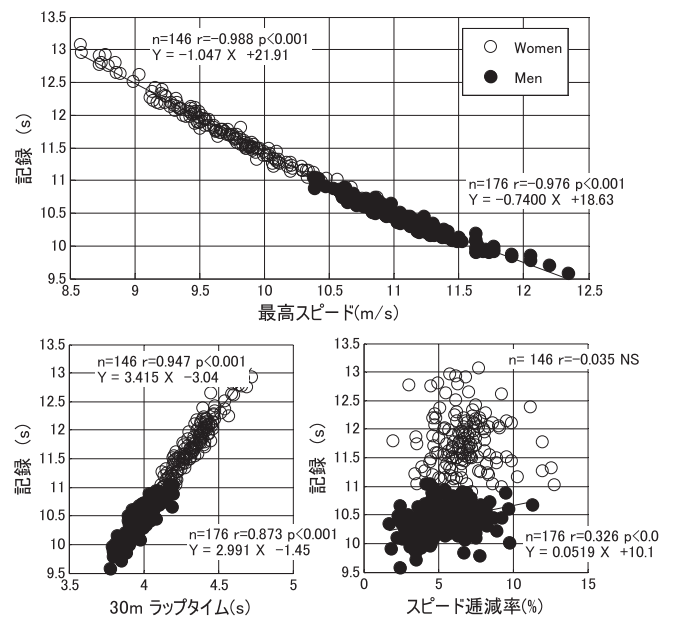 13.5
13.0
12.5
12.0
11.5
11.0
10.5
10
9.5
記録 (s)
n=146 r=-0.988 p<0.001
Y = -1.047 X +21.91
Women
Men
n=176 r=-0.976 p<0.001
Y = -0.7400 X +18.63
8.5 9 9.5 10 10.5 11 11.5 12 12.5
最高スピード(m/s)
13.5
13
12.5
12
11.5
11
10.5
10
9.5
記録 (s)
n=146 r=0.947 p<0.001
Y = 3.415 X -3.04
n=176 r=0.873 p<0.001
Y = 2.991 X -1.45
3.5 4 4.5 5
30m ラップタイム(s)
13.5
13
12.5
12
11.5
11
10.5
10
9.5
記録 (s)
n= 146 r=-0.035 NS
n=176 r=0.326 p<0.0
Y = 0.0519 X +10.1
0 5 10 15
スピード逓減率(%)